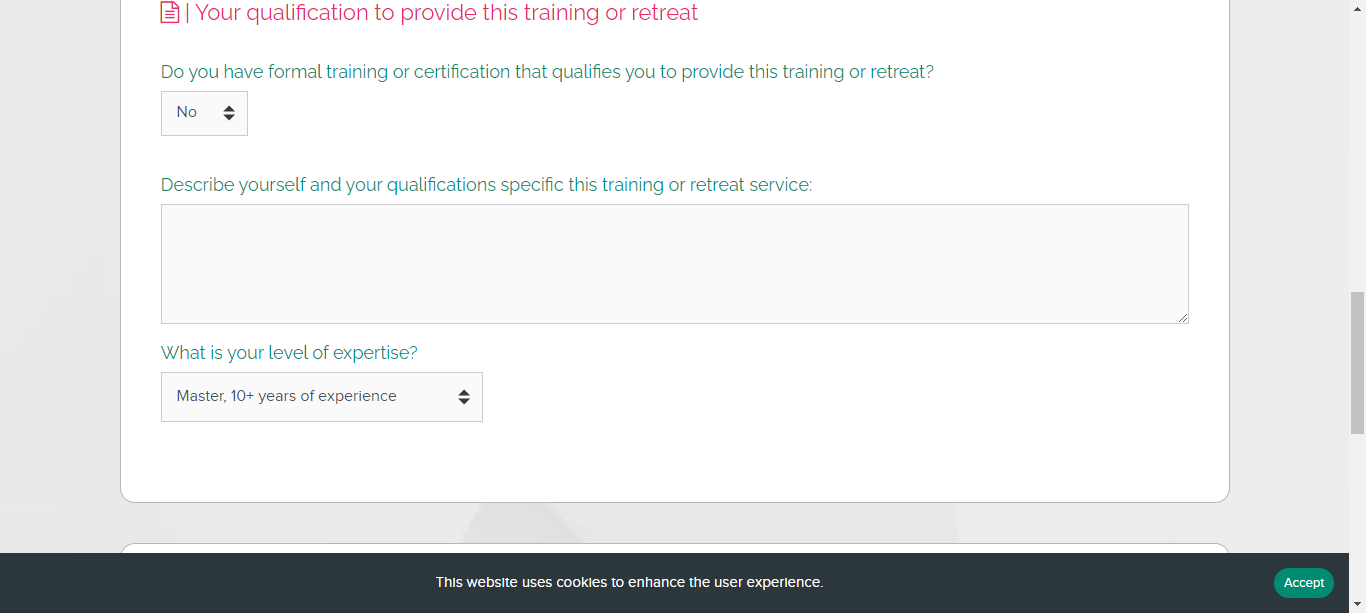 | Your qualification to provide this training or retreat
Do you have formal training or certification that qualifies you to provide this training or retreat?
No
Describe yourself and your qualifications specific this training or retreat service:
What is your level of expertise?
Master, 10+ years of experience
This website uses cookies to enhance the user experience.
Accept